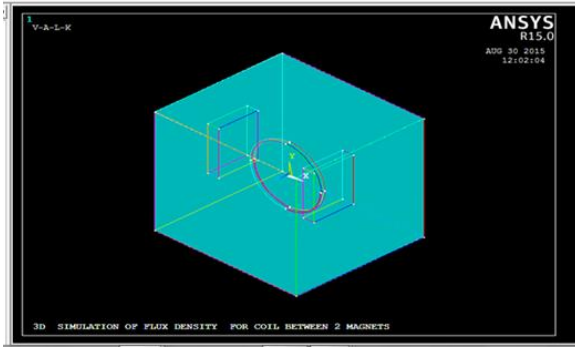 1
V-A-L-K
ANSYS
R15.0
AUG 30 2015
12:02:04
Y
X
3D SIMULATION OF FLUX DENSITY FOR COIL BETWEEN 2 MAGNETS